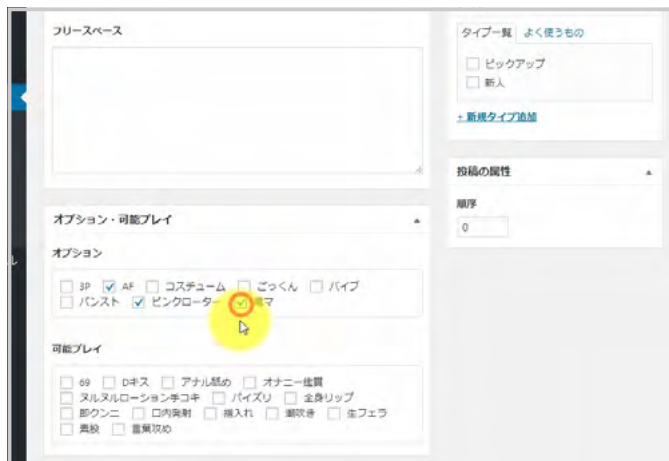 フリースペース
タイプ一覧 よく使うもの
ピックアップ
新人
+ 新規タイプ追加
投稿の属性
順序
0
オプション・可能プレイ
オプション
3P AF コスチューム ごっくん バイブ
パンスト ピンクローター 電マ
可能プレイ
69 Dキス アナル舐め オナニー鑑賞
ヌルヌルローション手コキ パイズリ 全身リップ
即クンニ 口内発射 指入れ 潮吹き 生フェラ
素股 言葉攻め
ル